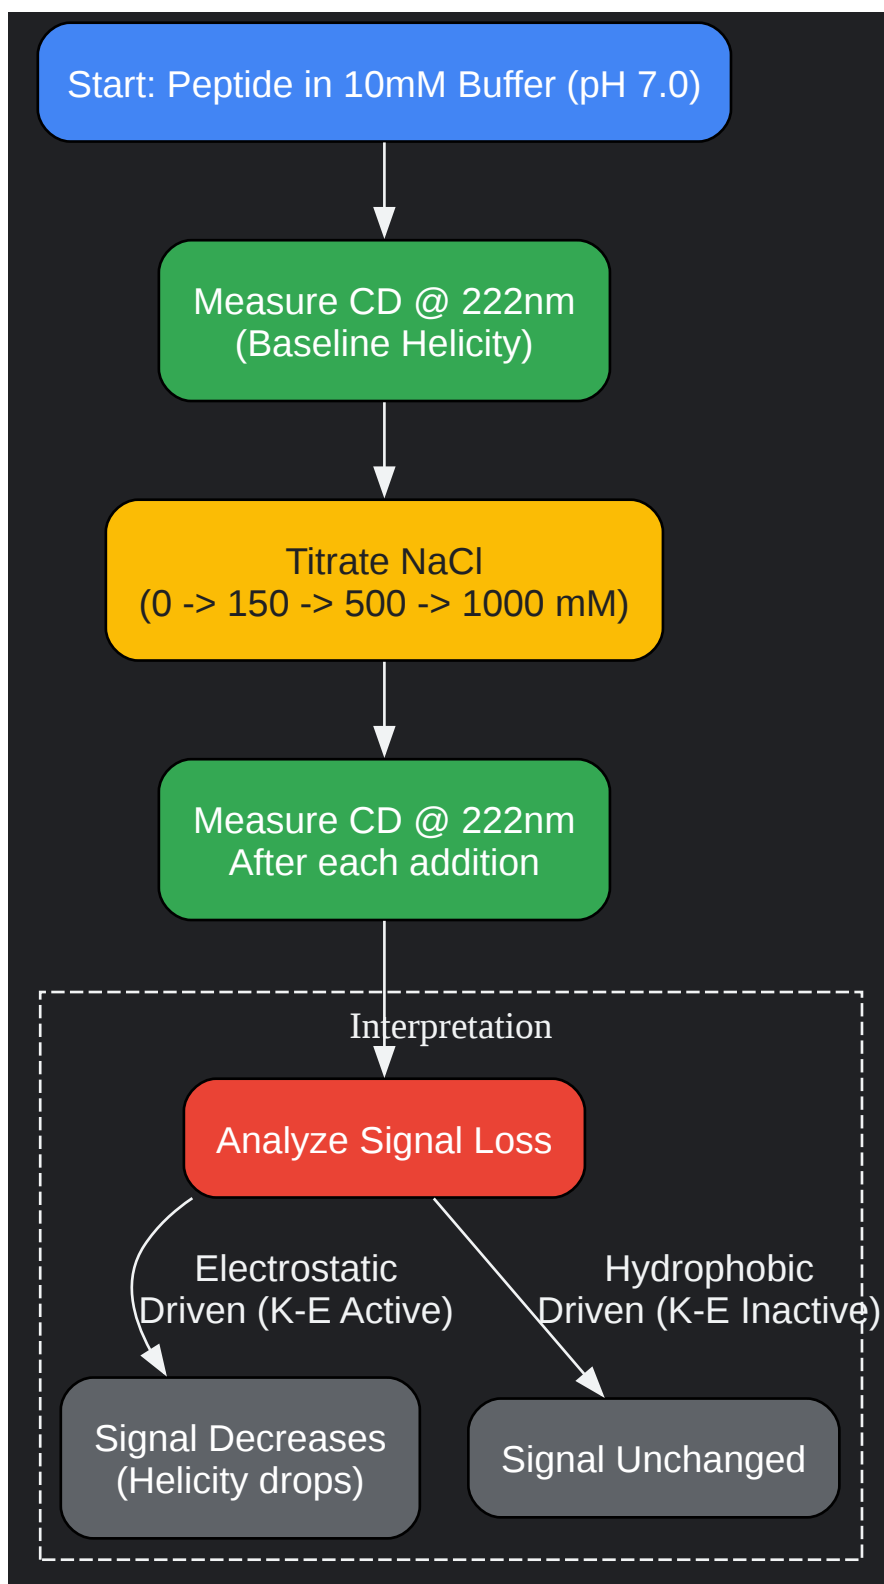 Start: Peptide in 10mM Buffer (pH 7.0)
Measure CD @ 222nm
(Baseline Helicity)
Titrate NaCl
(0 -> 150 -> 500 -> 1000 mM)
Measure CD @ 222nm
After each addition
Interpretation
Analyze Signal Loss
Electrostatic
Driven (K-E Active)
Hydrophobic
Driven (K-E Inactive)
Signal Decreases
(Helicity drops)
Signal Unchanged